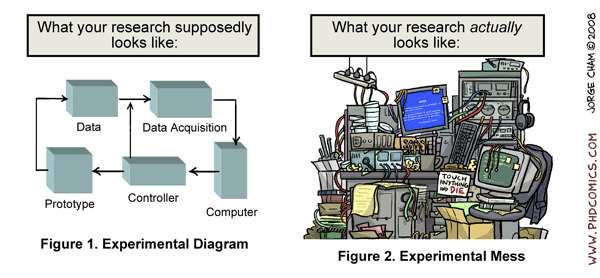 What your research supposedly
looks like:
Data
Data Acquisition
Prototype
Controller
Computer
Figure 1. Experimental Diagram
What your research actually
looks like:
TOUCH
ANYTHING
AND DIE
Figure 2. Experimental Mess
JORGE CHAM © 2008
WWW.PHDCOMICS.COM